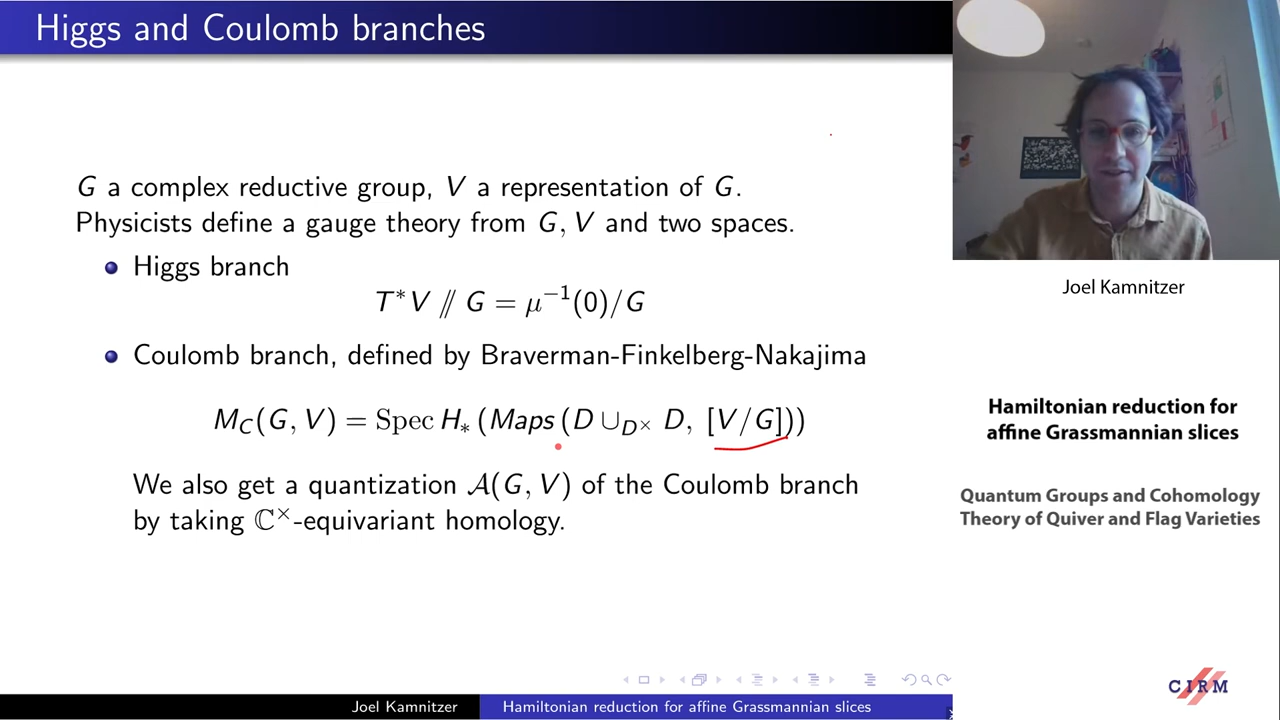 Higgs and Coulomb branches
G a complex reductive group, V a representation of G.
Physicists define a gauge theory from G, V and two spaces.
Higgs branch
T*V // G = μ⁻¹(0)/G
Coulomb branch, defined by Braverman-Finkelberg-Nakajima
M_C(G, V) = Spec H_*(Maps(D ∪_{D^×} D, [V/G]))
We also get a quantization 𝒜(G, V) of the Coulomb branch
by taking ℂ^×-equivariant homology.
Joel Kamnitzer
Hamiltonian reduction for affine Grassmannian slices
Joel Kamnitzer
Hamiltonian reduction for
affine Grassmannian slices
Quantum Groups and Cohomology
Theory of Quiver and Flag Varieties
CIRM